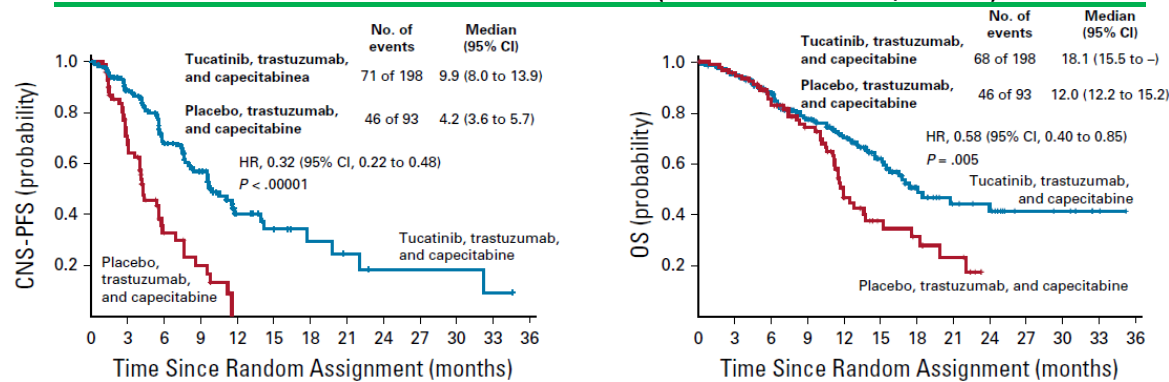 No. of
events
Median
(95% CI)
Tucatinib, trastuzumab,
and capecitabinea
71 of 198
9.9 (8.0 to 13.9)
Placebo, trastuzumab,
and capecitabine
46 of 93
4.2 (3.6 to 5.7)
HR, 0.32 (95% CI, 0.22 to 0.48)
P < .00001
Tucatinib, trastuzumab,
and capecitabine
Placebo,
trastuzumab,
and capecitabine
CNS-PFS (probability)
1.0
0.8
0.6
0.4
0.2
0 3 6 9 12 15 18 21 24 27 30 33 36
Time Since Random Assignment (months)
No. of
events
Median
(95% CI)
Tucatinib, trastuzumab,
and capecitabine
68 of 198
18.1 (15.5 to –)
Placebo, trastuzumab,
and capecitabine
46 of 93
12.0 (12.2 to 15.2)
HR, 0.58 (95% CI, 0.40 to 0.85)
P = .005
Tucatinib, trastuzumab,
and capecitabine
Placebo, trastuzumab, and capecitabine
OS (probability)
1.0
0.8
0.6
0.4
0.2
0 3 6 9 12 15 18 21 24 27 30 33 36
Time Since Random Assignment (months)